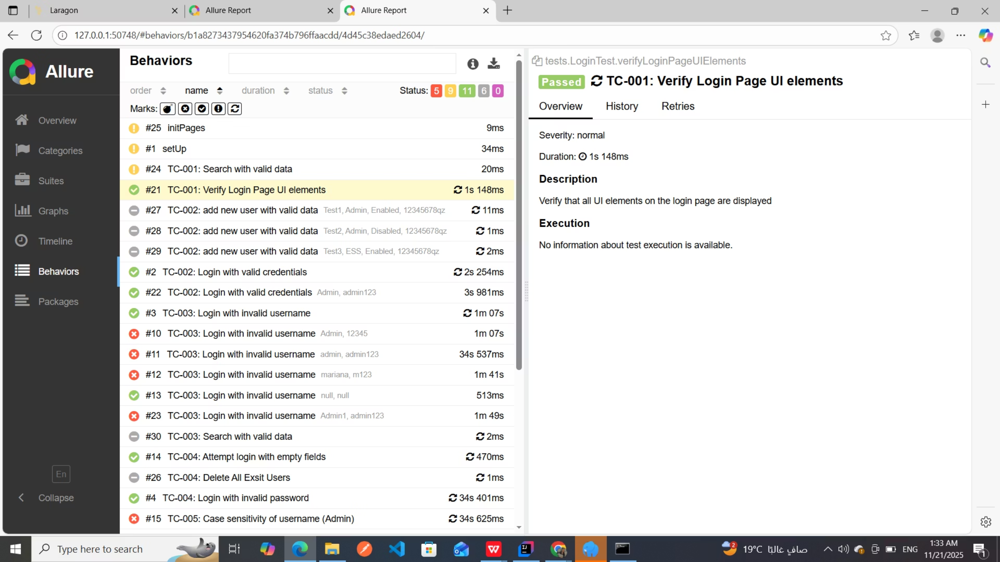 Laragon
Allure Report
Allure Report
127.0.0.1:50748/#behaviors/b1a8273437954620fa374b796ffaacdd/4d45c38edaed2604/
Allure
Overview
Categories
Suites
Graphs
Timeline
Behaviors
Packages
En
Collapse
Behaviors
order name duration status Status: 5 9 11 6 0
Marks:
#25 initPages 9ms
#1 setUp 34ms
#24 TC-001: Search with valid data 20ms
#21 TC-001: Verify Login Page UI elements 1s 148ms
#27 TC-002: add new user with valid data Test1, Admin, Enabled, 12345678qz 11ms
#28 TC-002: add new user with valid data Test2, Admin, Disabled, 12345678qz 1ms
#29 TC-002: add new user with valid data Test3, ESS, Enabled, 12345678qz 2ms
#2 TC-002: Login with valid credentials 2s 254ms
#22 TC-002: Login with valid credentials Admin, admin123 3s 981ms
#3 TC-003: Login with invalid username 1m 07s
#10 TC-003: Login with invalid username Admin, 12345 1m 07s
#11 TC-003: Login with invalid username admin, admin123 34s 537ms
#12 TC-003: Login with invalid username mariana, m123 1m 41s
#13 TC-003: Login with invalid username null, null 513ms
#23 TC-003: Login with invalid username Admin1, admin123 1m 49s
#30 TC-003: Search with valid data 2ms
#14 TC-004: Attempt login with empty fields 470ms
#26 TC-004: Delete All Exsit Users 1ms
#4 TC-004: Login with invalid password 34s 401ms
#15 TC-005: Case sensitivity of username (Admin) 34s 625ms
tests.LoginTest.verifyLoginPageUIElements
Passed TC-001: Verify Login Page UI elements
Overview History Retries
Severity: normal
Duration: 1s 148ms
Description
Verify that all UI elements on the login page are displayed
Execution
No information about test execution is available.
Type here to search
2
19°C صافٍ غالبًا
ENG
1:33 AM
11/21/2025
1